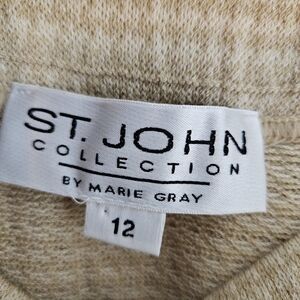 ST. JOHN
COLLECTION
BY MARIE GRAY
12